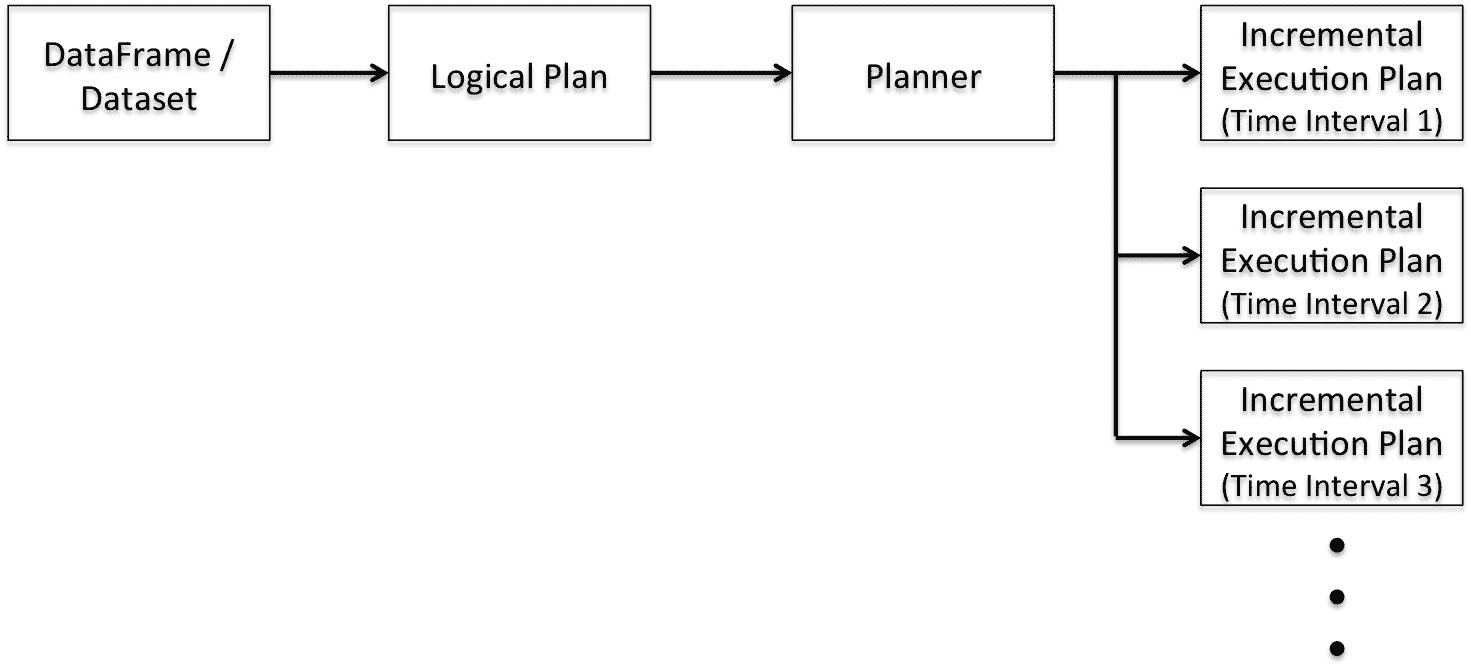 DataFrame /
Dataset
Logical Plan
Planner
Incremental
Execution Plan
(Time Interval 1)
Incremental
Execution Plan
(Time Interval 2)
Incremental
Execution Plan
(Time Interval 3)